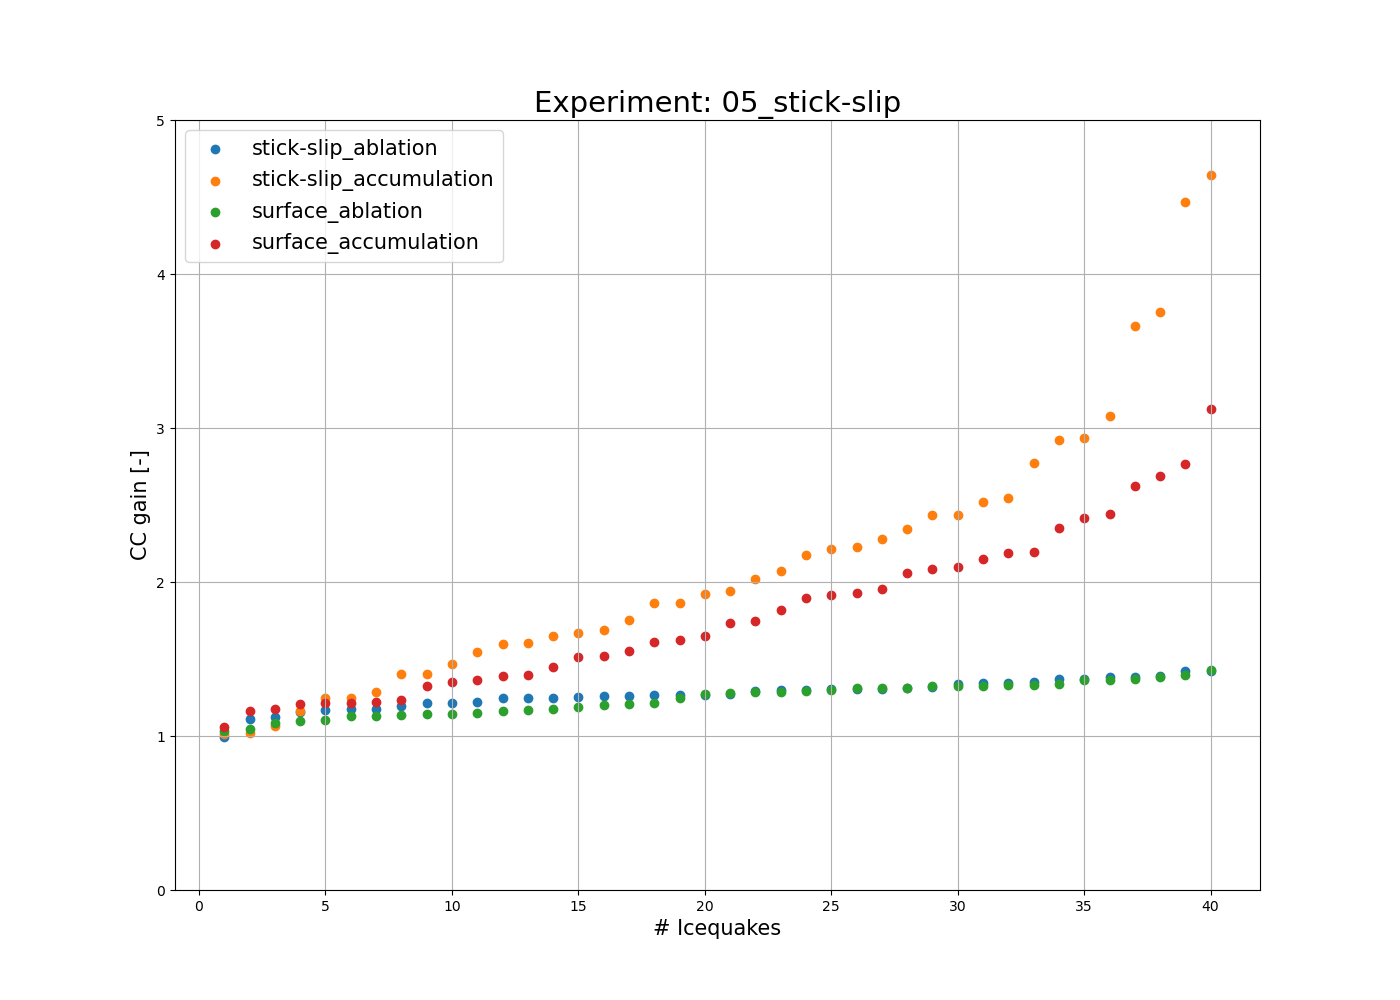 Experiment: 05_stick-slip
stick-slip_ablation
stick-slip_accumulation
surface_ablation
surface_accumulation
CC gain [-]
5
4
3
2
1
0
0 5 10 15 20 25 30 35 40
# Icequakes